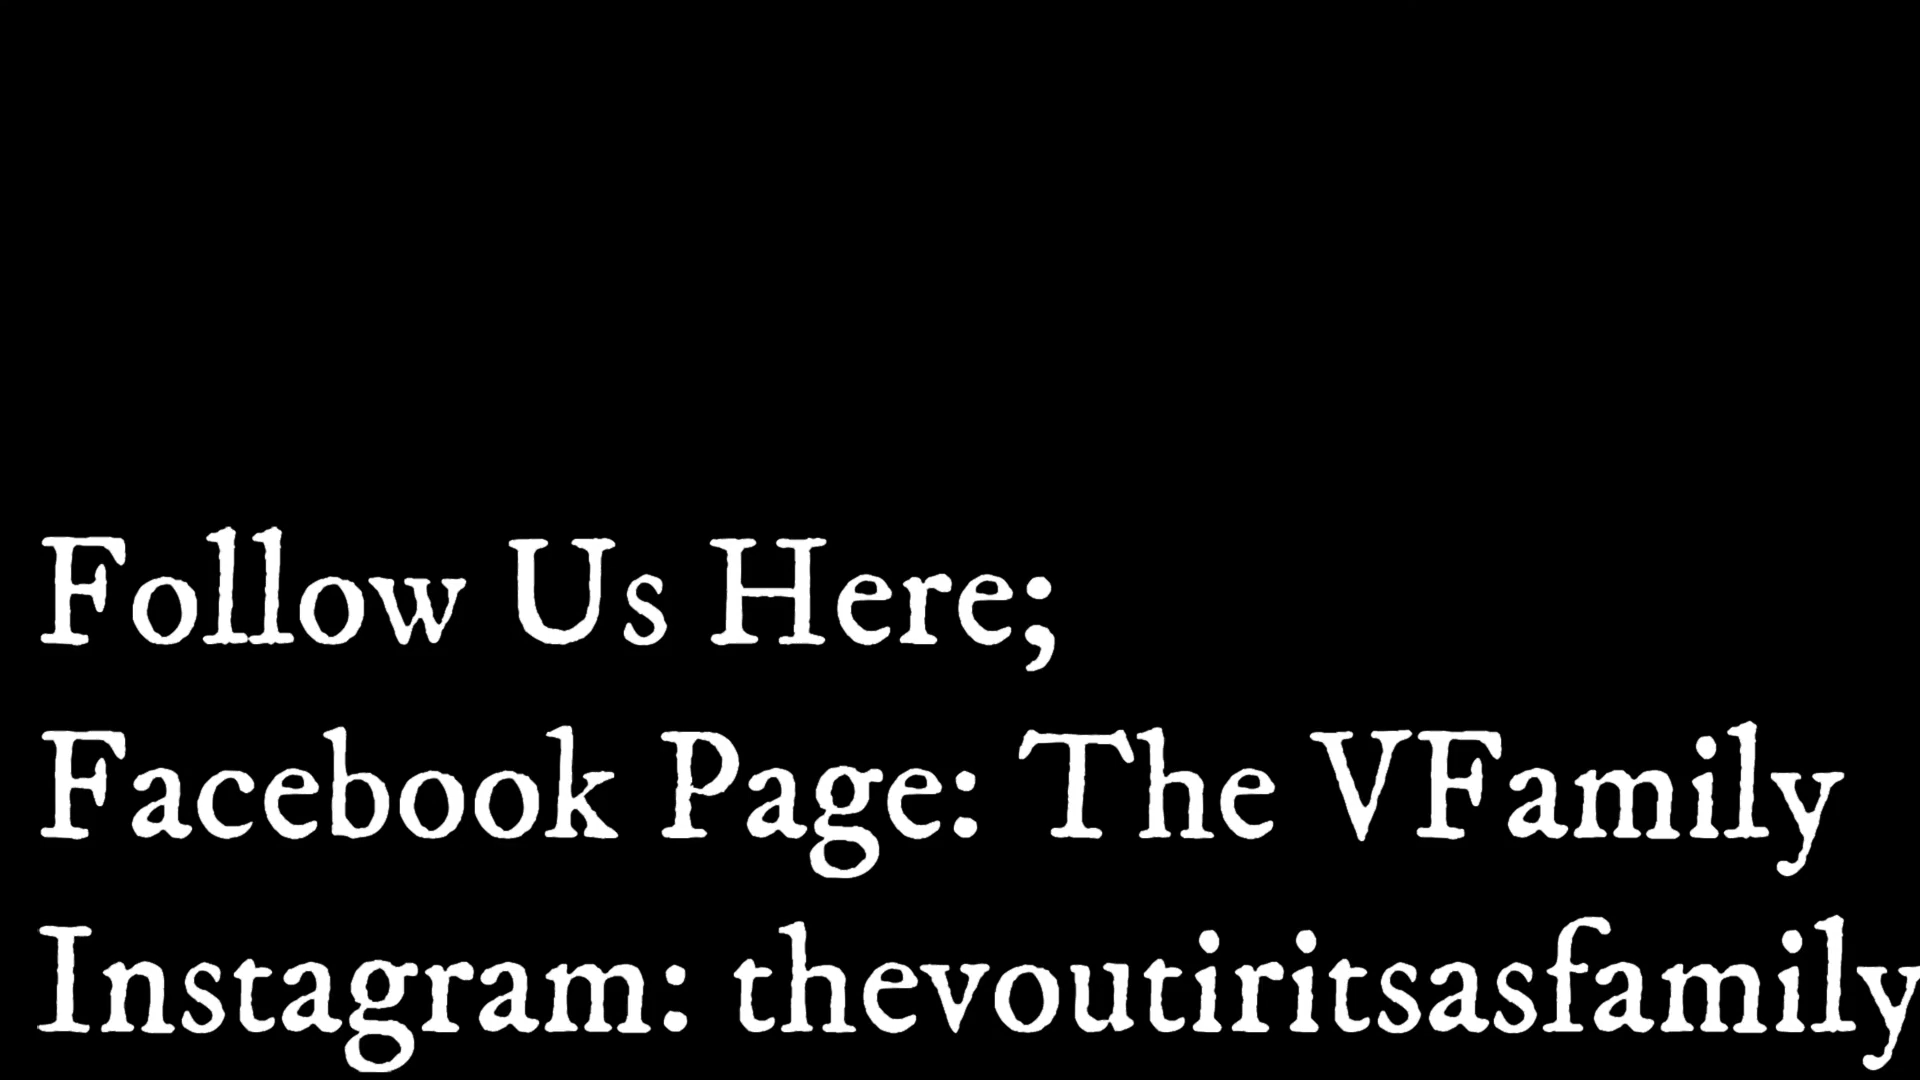 Follow Us Here;
Facebook Page: The VFamily
Instagram: thevoutiritsasfamily